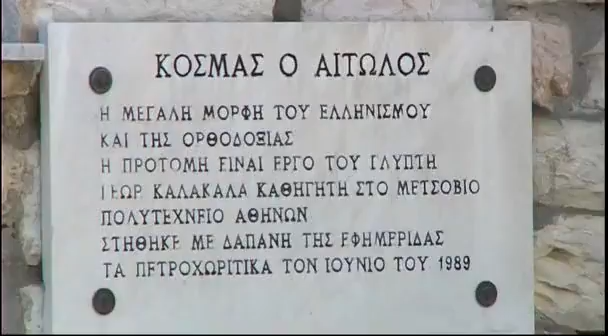 ΚΟΣΜΑΣ Ο ΑΙΤΩΛΟΣ
Η ΜΕΓΑΛΗ ΜΟΡΦΗ ΤΟΥ ΕΛΛΗΝΙΣΜΟΥ
ΚΑΙ ΤΗΣ ΟΡΘΟΔΟΞΙΑΣ
Η ΠΡΟΤΟΜΗ ΕΙΝΑΙ ΕΡΓΟ ΤΟΥ ΓΛΥΠΤΗ
ΓΕΩΡ. ΚΑΛΑΚΑΛΑ ΚΑΘΗΓΗΤΗ ΣΤΟ ΜΕΤΣΟΒΙΟ
ΠΟΛΥΤΕΧΝΕΙΟ ΑΘΗΝΩΝ
ΣΤΗΘΗΚΕ ΜΕ ΔΑΠΑΝΗ ΤΗΣ ΕΦΗΜΕΡΙΔΑΣ
ΤΑ ΠΕΤΡΟΧΩΡΙΤΙΚΑ ΤΟΝ ΙΟΥΝΙΟ ΤΟΥ 1989